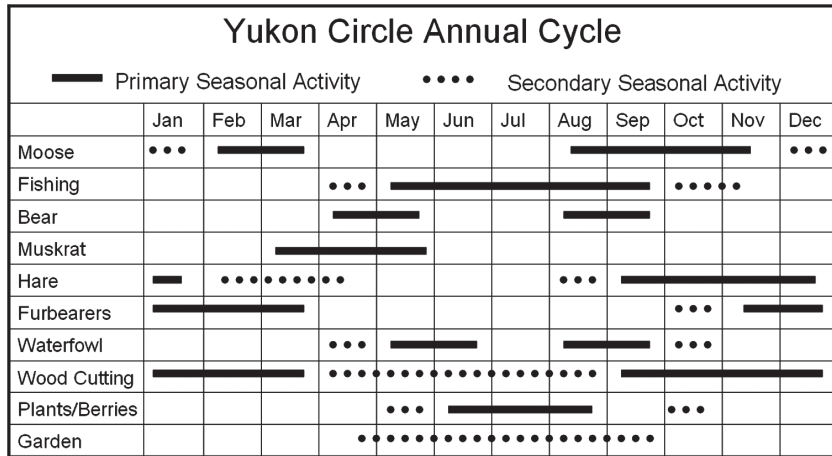 Yukon Circle Annual Cycle
Primary Seasonal Activity Secondary Seasonal Activity
Jan Feb Mar Apr May Jun Jul Aug Sep Oct Nov Dec
Moose
Fishing
Bear
Muskrat
Hare
Furbearers
Waterfowl
Wood Cutting
Plants/Berries
Garden